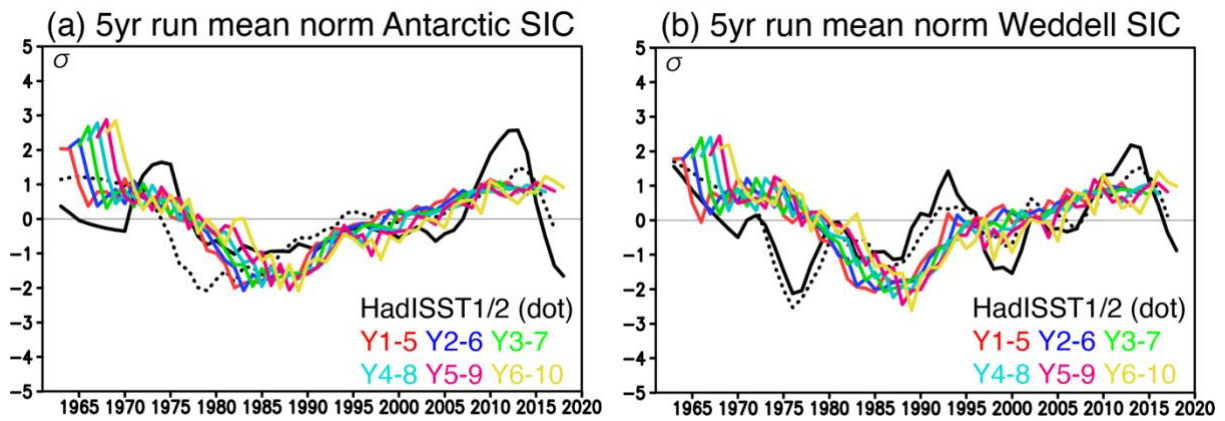 (a) 5yr run mean norm Antarctic SIC
5
σ
4
3
2
1
0
−1
−2
−3
−4
−5
HadISST1/2 (dot)
Y1-5 Y2-6 Y3-7
Y4-8 Y5-9 Y6-10
1965 1970 1975 1980 1985 1990 1995 2000 2005 2010 2015 2020
(b) 5yr run mean norm Weddell SIC
5
σ
4
3
2
1
0
−1
−2
−3
−4
−5
HadISST1/2 (dot)
Y1-5 Y2-6 Y3-7
Y4-8 Y5-9 Y6-10
1965 1970 1975 1980 1985 1990 1995 2000 2005 2010 2015 2020